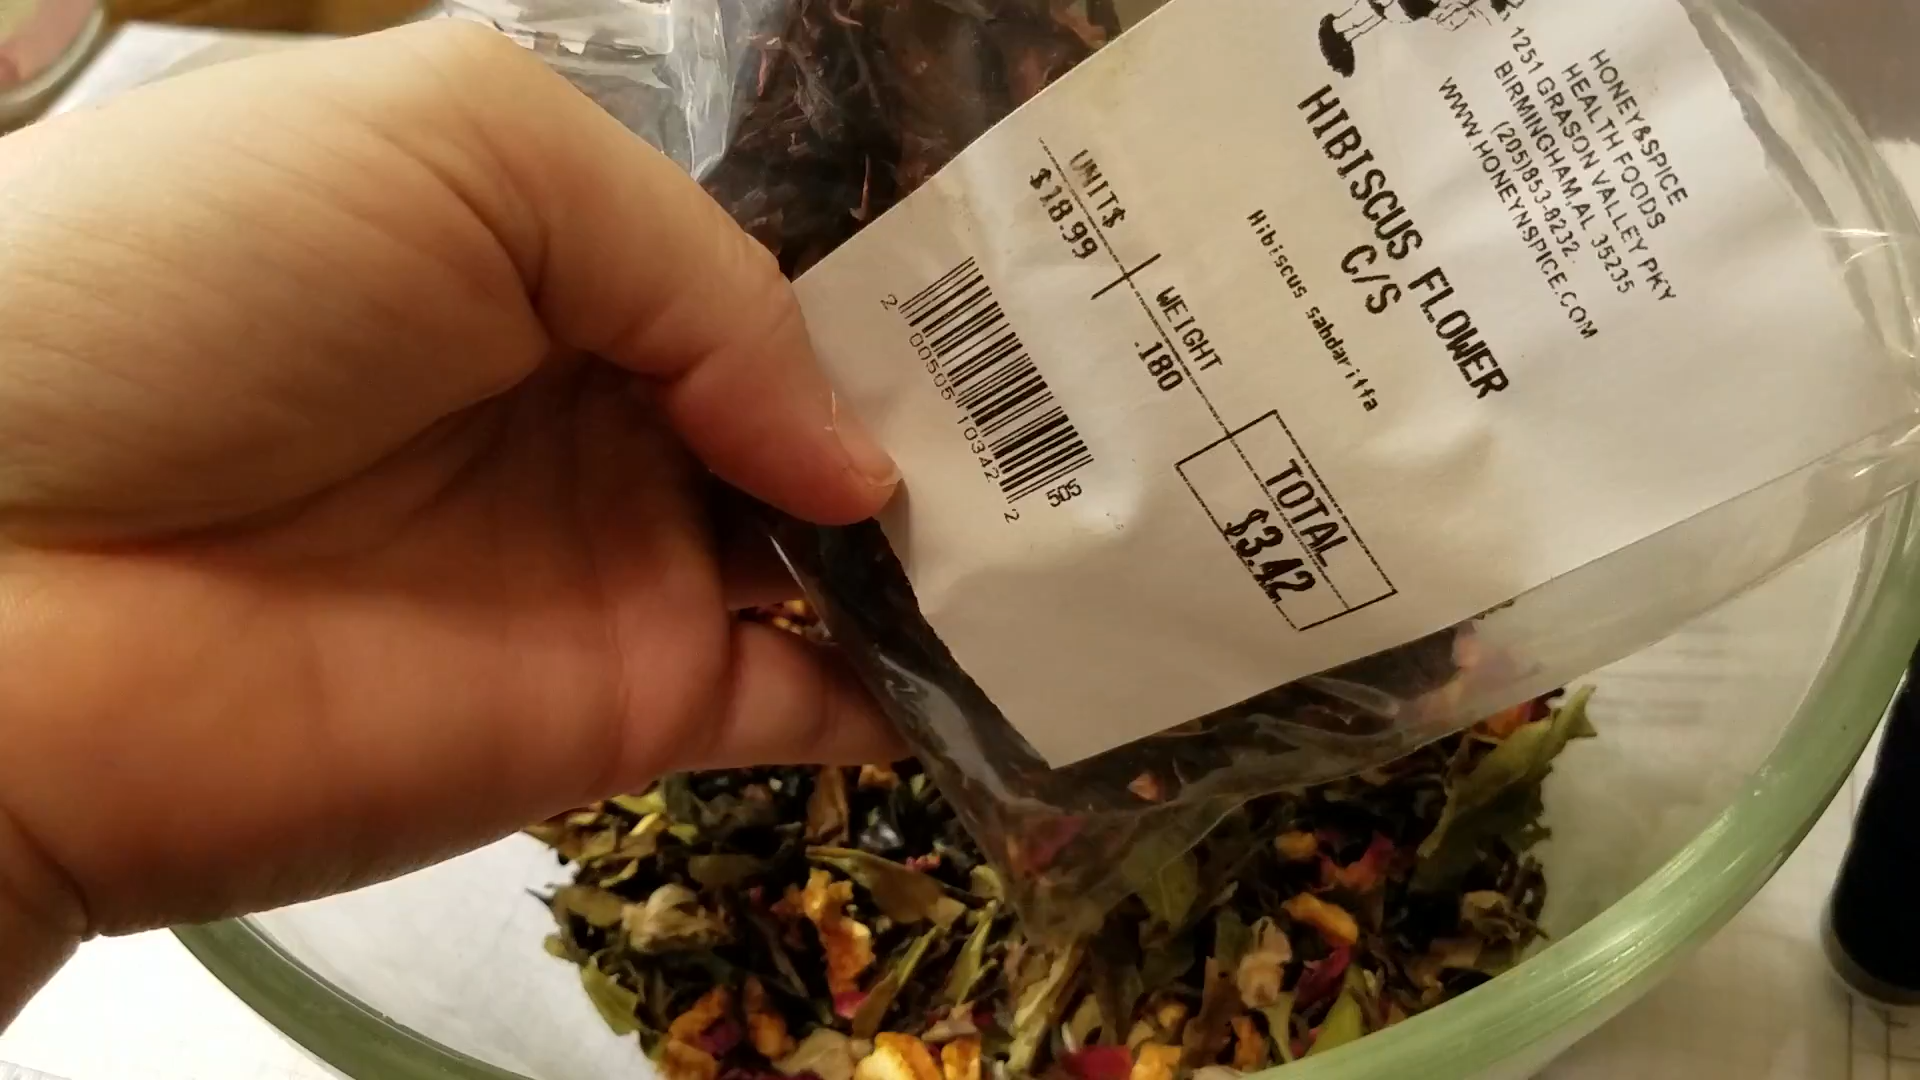 HONEY&SPICE
HEALTH FOODS
1251 GRASON VALLEY PKY
BIRMINGHAM, AL 35235
(205)853-8232
WWW.HONEYNSPICE.COM
HIBISCUS FLOWER
C/S
Hibiscus sabdariffa
UNIT$ WEIGHT TOTAL
$18.99 .180 $3.42
2 00505 10342 2
505